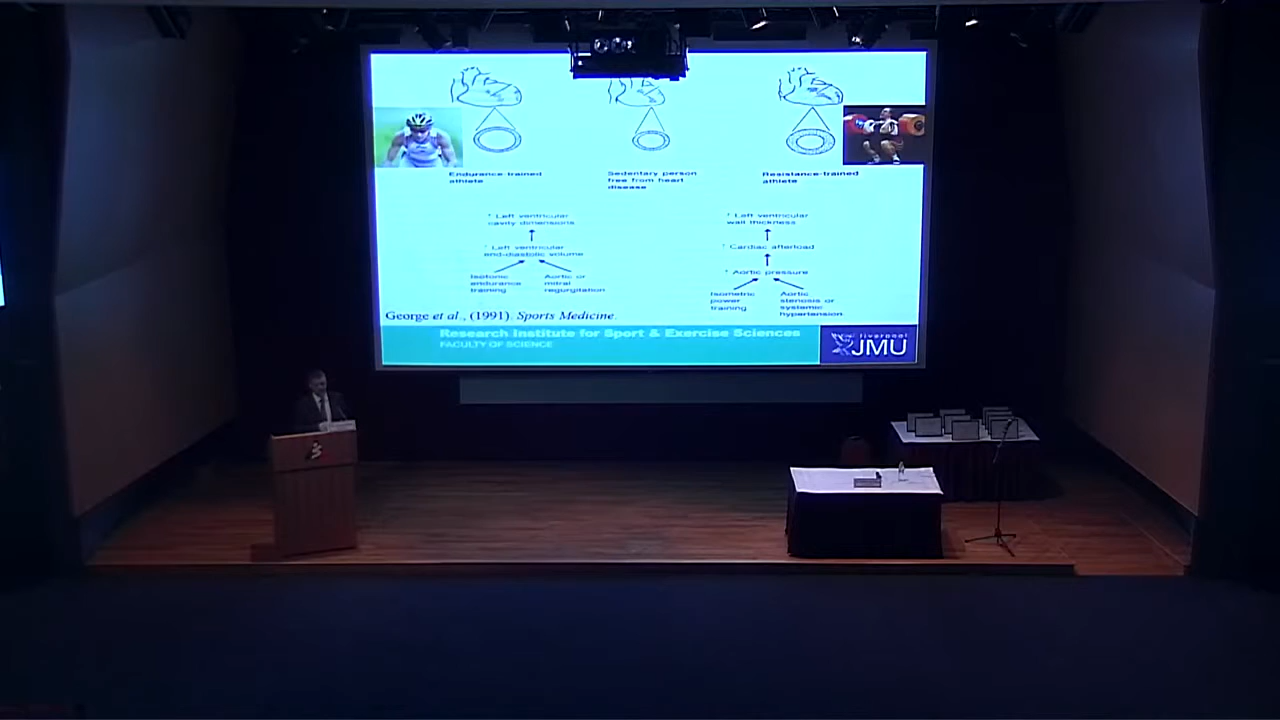 Endurance-trained
athlete
Sedentary person
free from heart
disease
Resistance-trained
athlete
↑ Left ventricular
cavity dimensions
↑ Left ventricular
end-diastolic volume
Isotonic
endurance
training
Aortic or
mitral
regurgitation
↑ Left ventricular
wall thickness
↑ Cardiac afterload
↑ Aortic pressure
Isometric
power
training
Aortic
stenosis or
systemic
hypertension
George et al., (1991). Sports Medicine.
Research Institute for Sport & Exercise Sciences
FACULTY OF SCIENCE
Liverpool
JMU